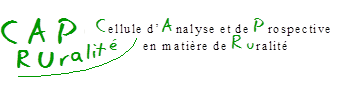 CAP
RUralité
Cellule d'Analyse et de Prospective
en matière de RUralité